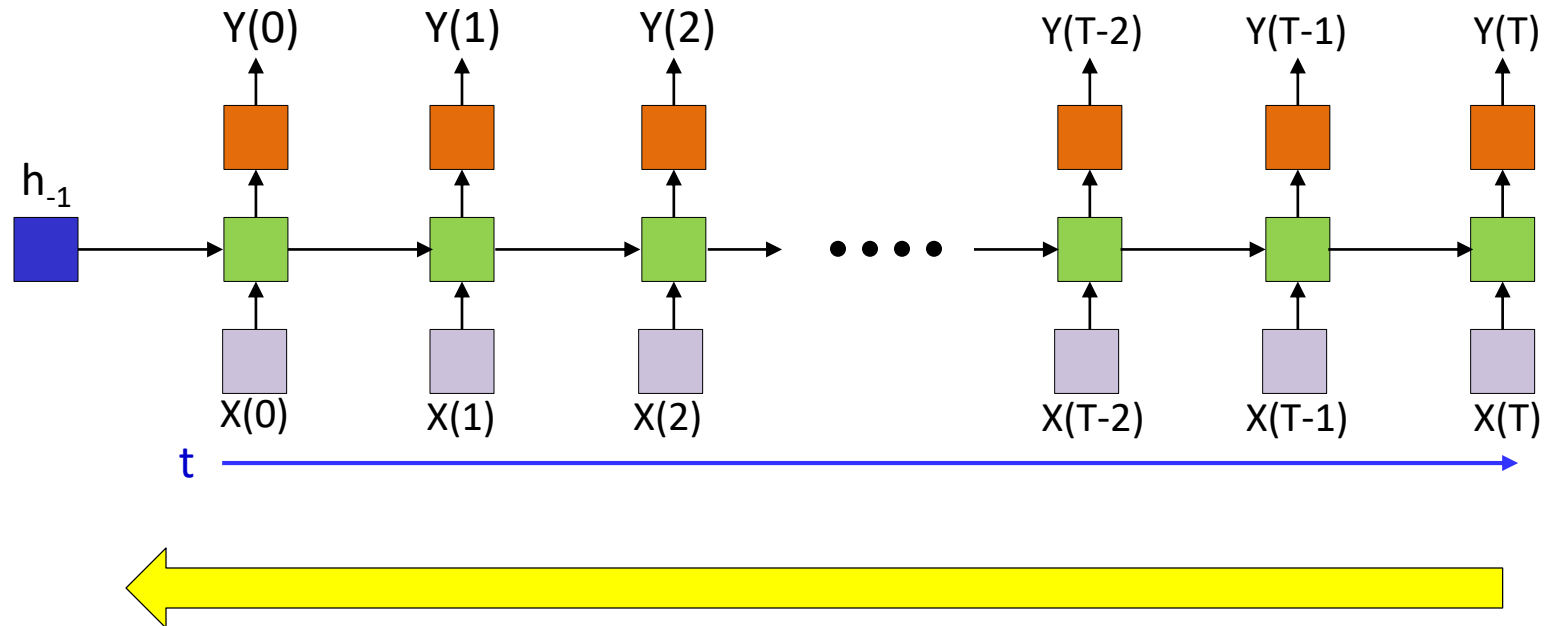 Y(0) Y(1) Y(2) Y(T-2) Y(T-1) Y(T)
h-1
X(0) X(1) X(2) X(T-2) X(T-1) X(T)
t